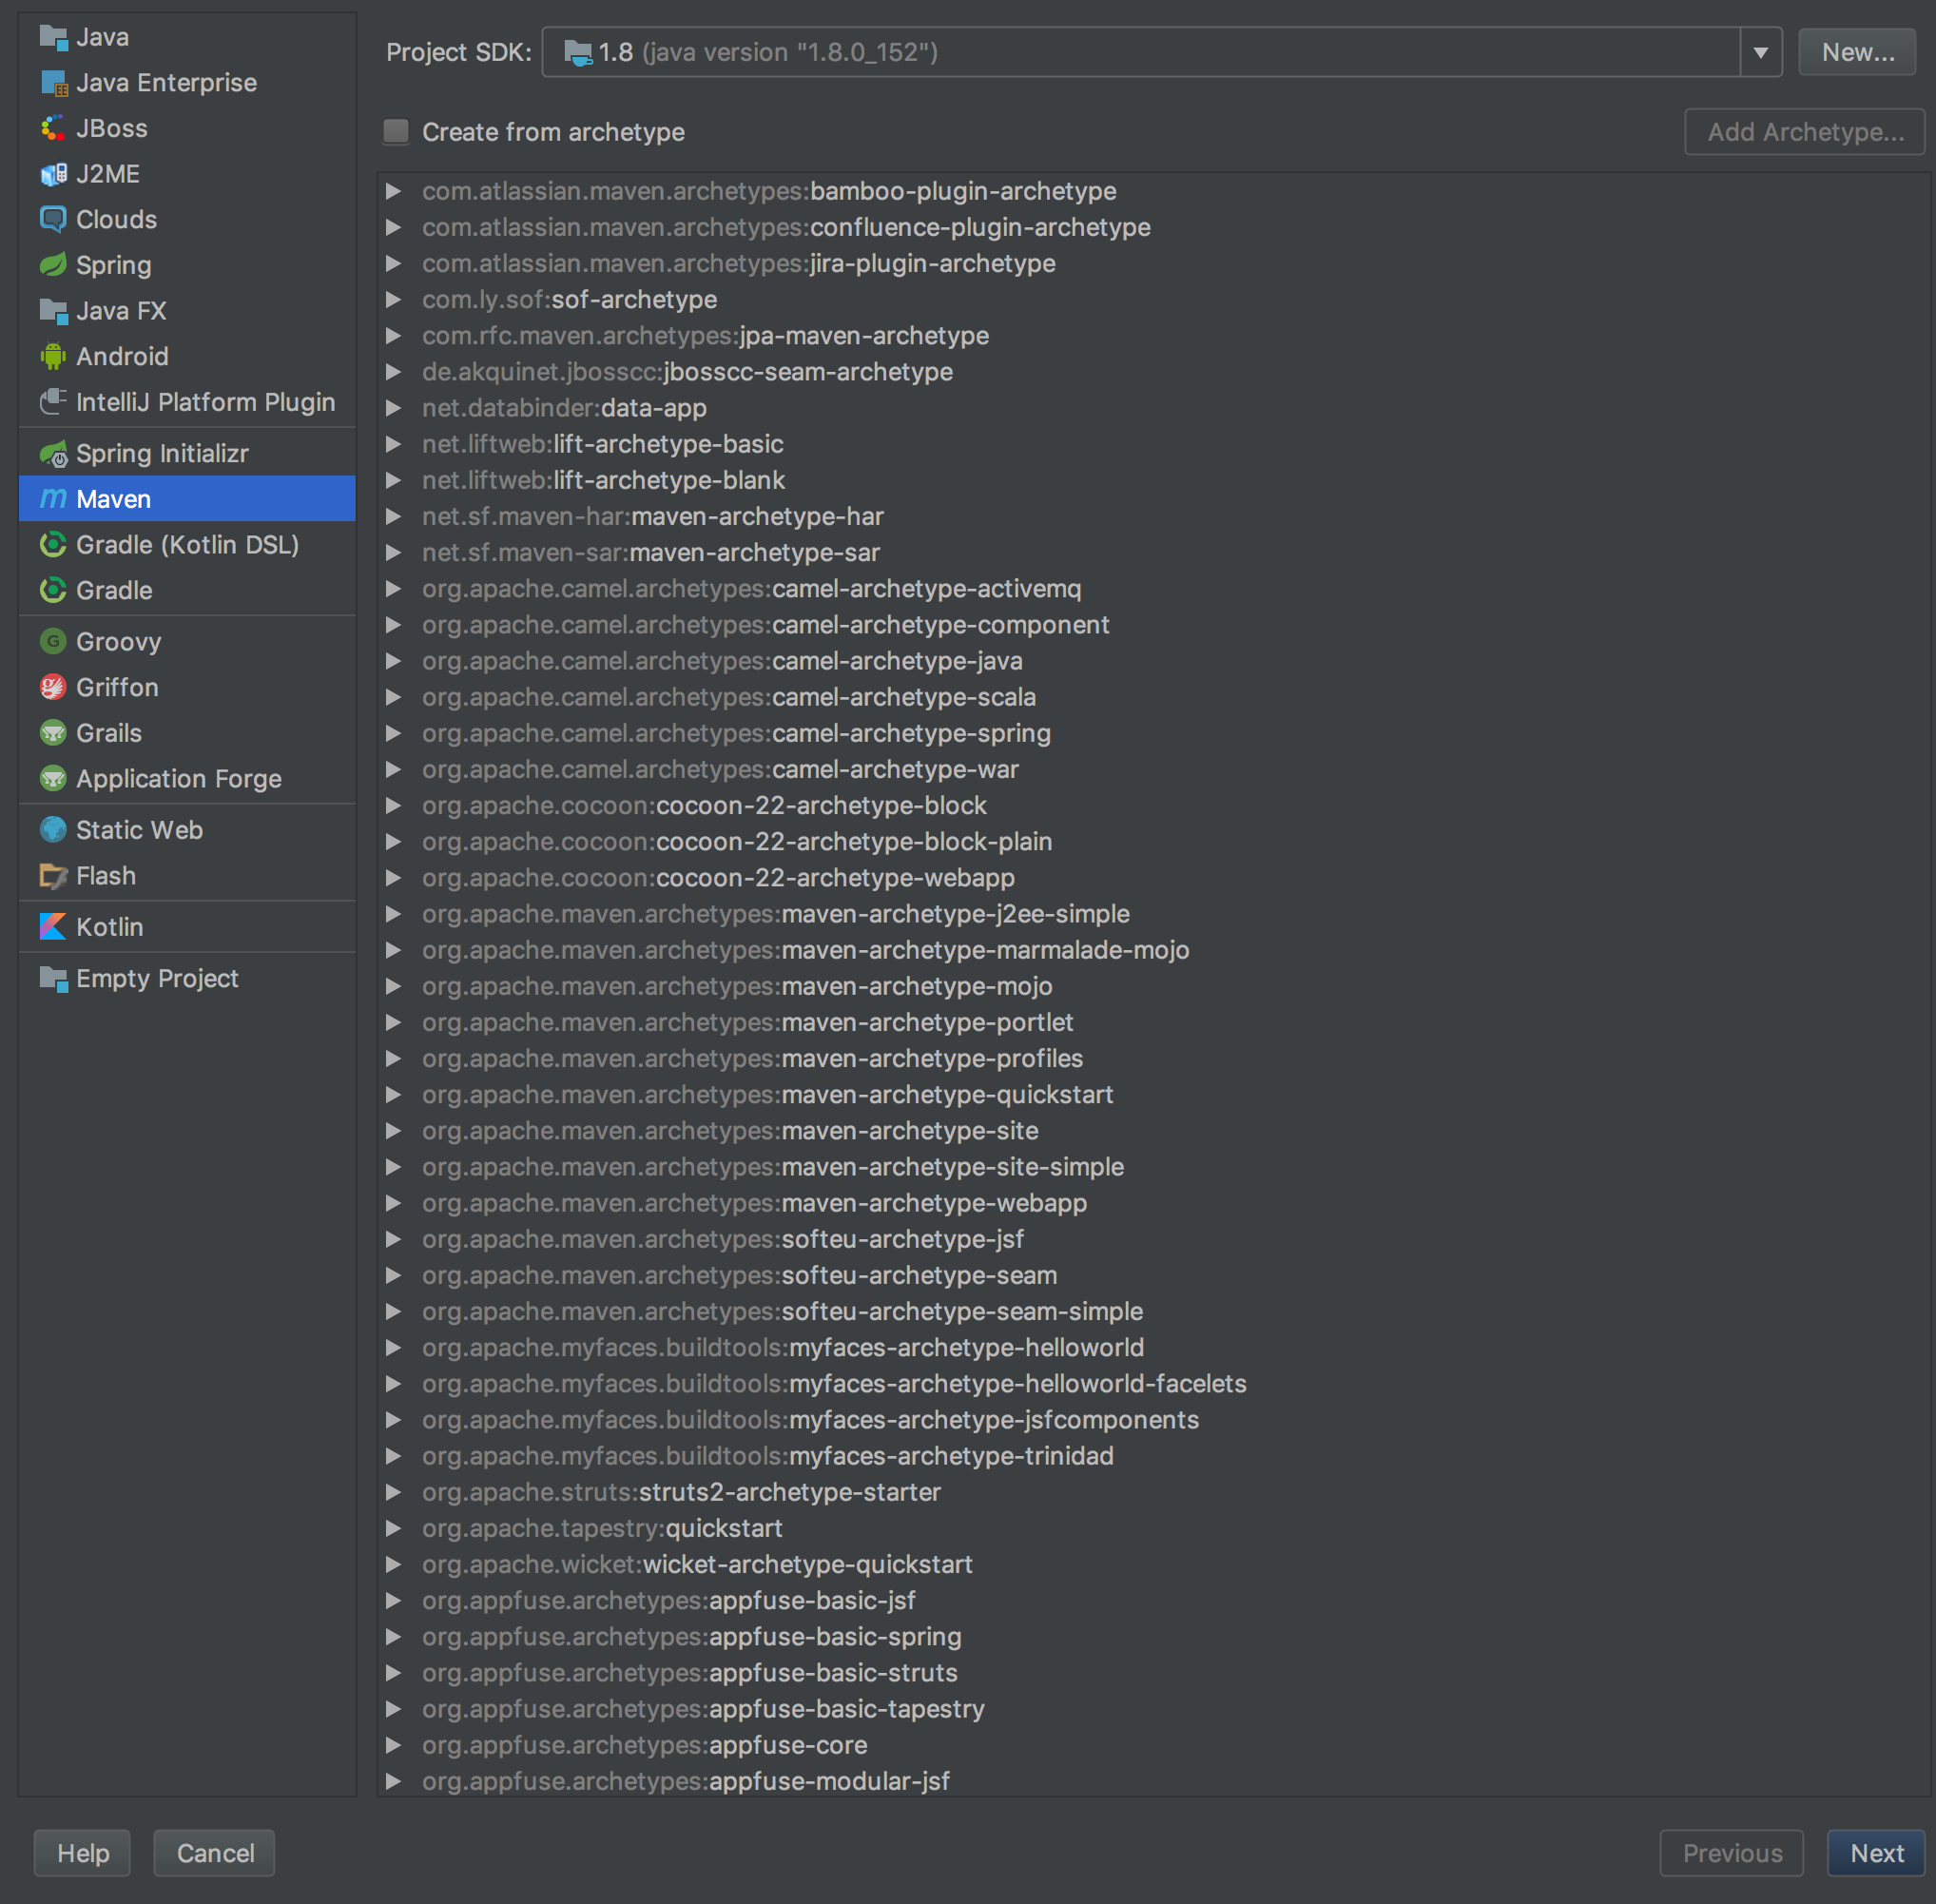 Java
Java Enterprise
JBoss
J2ME
Clouds
Spring
Java FX
Android
IntelliJ Platform Plugin
Spring Initializr
Maven
Gradle (Kotlin DSL)
Gradle
Groovy
Griffon
Grails
Application Forge
Static Web
Flash
Kotlin
Empty Project
Project SDK: 1.8 (java version "1.8.0_152") New...
Create from archetype Add Archetype...
com.atlassian.maven.archetypes:bamboo-plugin-archetype
com.atlassian.maven.archetypes:confluence-plugin-archetype
com.atlassian.maven.archetypes:jira-plugin-archetype
com.ly.sof:sof-archetype
com.rfc.maven.archetypes:jpa-maven-archetype
de.akquinet.jbosscc:jbosscc-seam-archetype
net.databinder:data-app
net.liftweb:lift-archetype-basic
net.liftweb:lift-archetype-blank
net.sf.maven-har:maven-archetype-har
net.sf.maven-sar:maven-archetype-sar
org.apache.camel.archetypes:camel-archetype-activemq
org.apache.camel.archetypes:camel-archetype-component
org.apache.camel.archetypes:camel-archetype-java
org.apache.camel.archetypes:camel-archetype-scala
org.apache.camel.archetypes:camel-archetype-spring
org.apache.camel.archetypes:camel-archetype-war
org.apache.cocoon:cocoon-22-archetype-block
org.apache.cocoon:cocoon-22-archetype-block-plain
org.apache.cocoon:cocoon-22-archetype-webapp
org.apache.maven.archetypes:maven-archetype-j2ee-simple
org.apache.maven.archetypes:maven-archetype-marmalade-mojo
org.apache.maven.archetypes:maven-archetype-mojo
org.apache.maven.archetypes:maven-archetype-portlet
org.apache.maven.archetypes:maven-archetype-profiles
org.apache.maven.archetypes:maven-archetype-quickstart
org.apache.maven.archetypes:maven-archetype-site
org.apache.maven.archetypes:maven-archetype-site-simple
org.apache.maven.archetypes:maven-archetype-webapp
org.apache.maven.archetypes:softeu-archetype-jsf
org.apache.maven.archetypes:softeu-archetype-seam
org.apache.maven.archetypes:softeu-archetype-seam-simple
org.apache.myfaces.buildtools:myfaces-archetype-helloworld
org.apache.myfaces.buildtools:myfaces-archetype-helloworld-facelets
org.apache.myfaces.buildtools:myfaces-archetype-jsfcomponents
org.apache.myfaces.buildtools:myfaces-archetype-trinidad
org.apache.struts:struts2-archetype-starter
org.apache.tapestry:quickstart
org.apache.wicket:wicket-archetype-quickstart
org.appfuse.archetypes:appfuse-basic-jsf
org.appfuse.archetypes:appfuse-basic-spring
org.appfuse.archetypes:appfuse-basic-struts
org.appfuse.archetypes:appfuse-basic-tapestry
org.appfuse.archetypes:appfuse-core
org.appfuse.archetypes:appfuse-modular-jsf
Help Cancel Previous Next